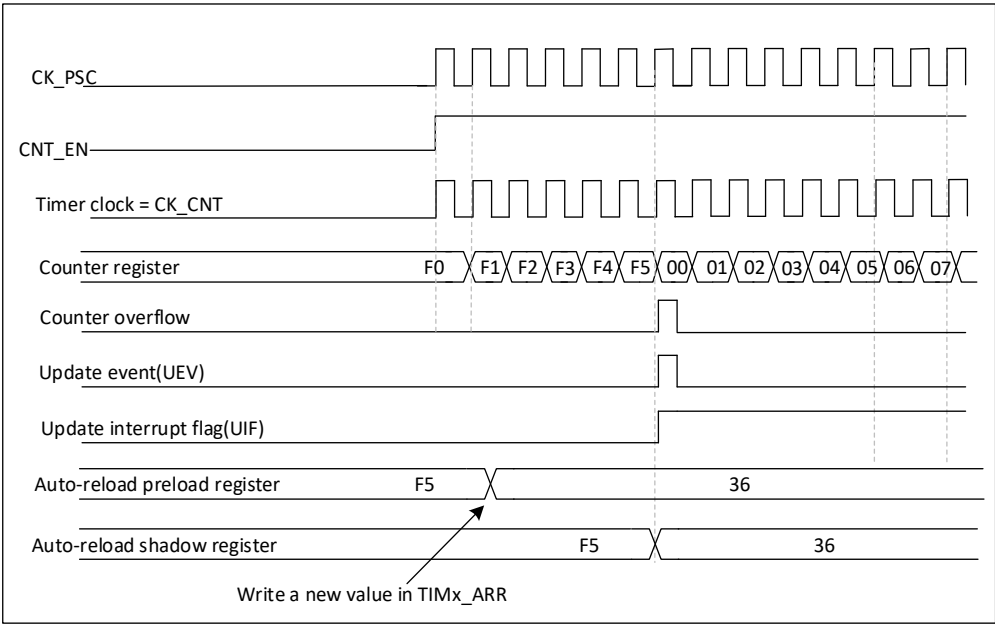 CK_PSC
CNT_EN
Timer clock = CK_CNT
Counter register F0 F1 F2 F3 F4 F5 00 01 02 03 04 05 06 07
Counter overflow
Update event(UEV)
Update interrupt flag(UIF)
Auto-reload preload register F5 36
Auto-reload shadow register F5 36
Write a new value in TIMx_ARR